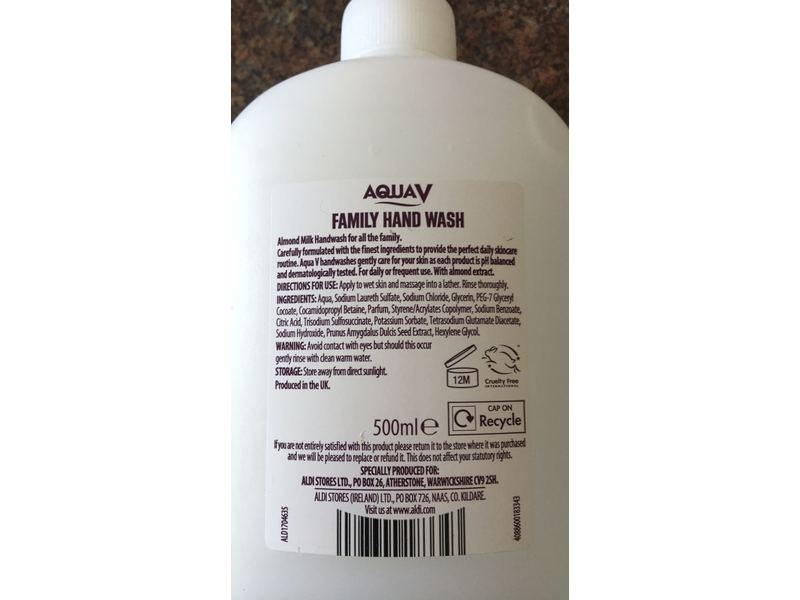 AQUAV
FAMILY HAND WASH
Almond Milk Handwash for all the family.
Carefully formulated with the finest ingredients to provide the perfect daily skincare
routine. Aqua V handwashes gently care for your skin as each product is pH balanced
and dermatologically tested. For daily or frequent use. With almond extract.
DIRECTIONS FOR USE: Apply to wet skin and massage into a lather. Rinse thoroughly.
INGREDIENTS: Aqua, Sodium Laureth Sulfate, Sodium Chloride, Glycerin, PEG-7 Glyceryl
Cocoate, Cocamidopropyl Betaine, Parfum, Styrene/Acrylates Copolymer, Sodium Benzoate,
Citric Acid, Trisodium Sulfosuccinate, Potassium Sorbate, Tetrasodium Glutamate Diacetate,
Sodium Hydroxide, Prunus Amygdalus Dulcis Seed Extract, Hexylene Glycol.
WARNING: Avoid contact with eyes but should this occur
gently rinse with clean warm water.
STORAGE: Store away from direct sunlight.
Produced in the UK.
12M
Cruelty Free
INTERNATIONAL
500ml e
CAP ON
Recycle
If you are not entirely satisfied with this product please return it to the store where it was purchased
and we will be pleased to replace or refund it. This does not affect your statutory rights.
SPECIALLY PRODUCED FOR:
ALDI STORES LTD., PO BOX 26, ATHERSTONE, WARWICKSHIRE CV9 2SH.
ALDI STORES (IRELAND) LTD., PO BOX 726, NAAS, CO. KILDARE.
Visit us at www.aldi.com
ALD1704635
4088600183343